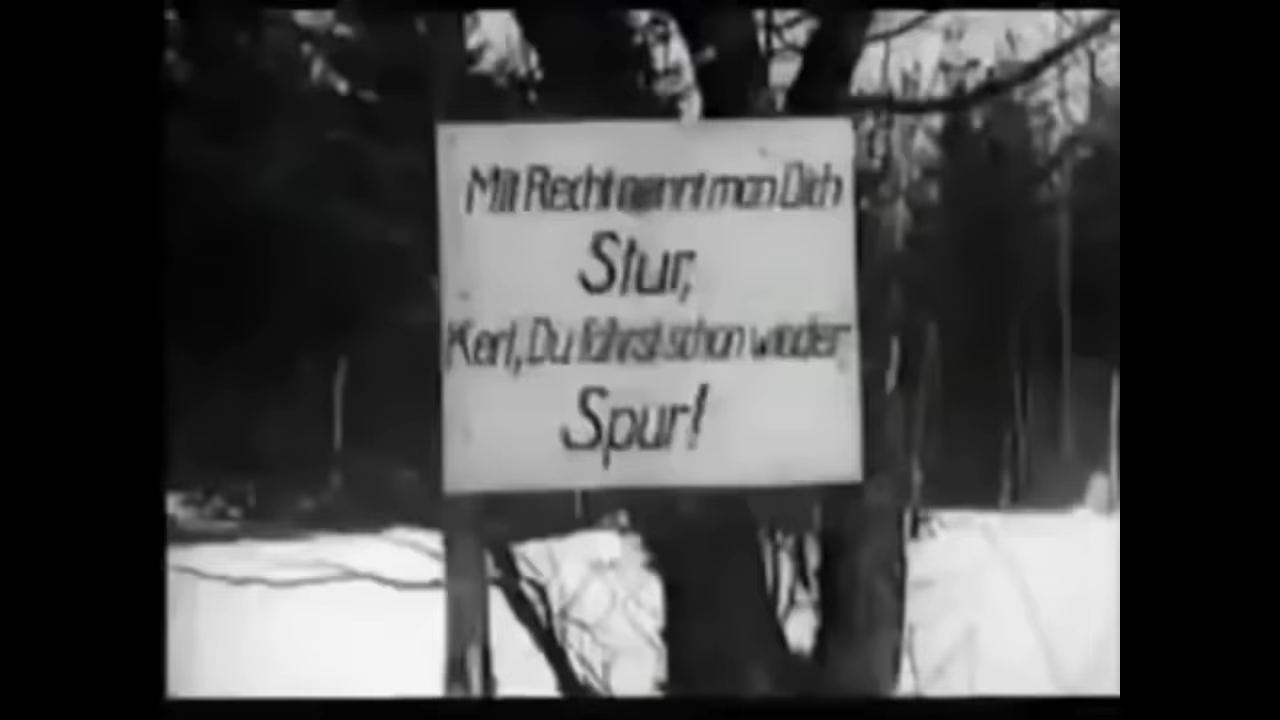 Mit Recht nennt man Dich
Stur,
Kerl, Du fährst schon wieder
Spur!